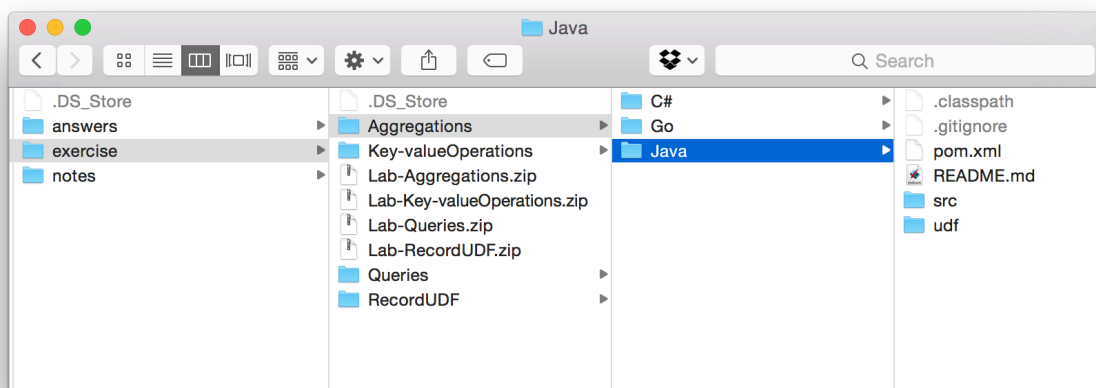 Java
Search
.DS_Store
answers
exercise
notes
.DS_Store
Aggregations
Key-valueOperations
Lab-Aggregations.zip
Lab-Key-valueOperations.zip
Lab-Queries.zip
Lab-RecordUDF.zip
Queries
RecordUDF
C#
Go
Java
.classpath
.gitignore
pom.xml
README.md
src
udf